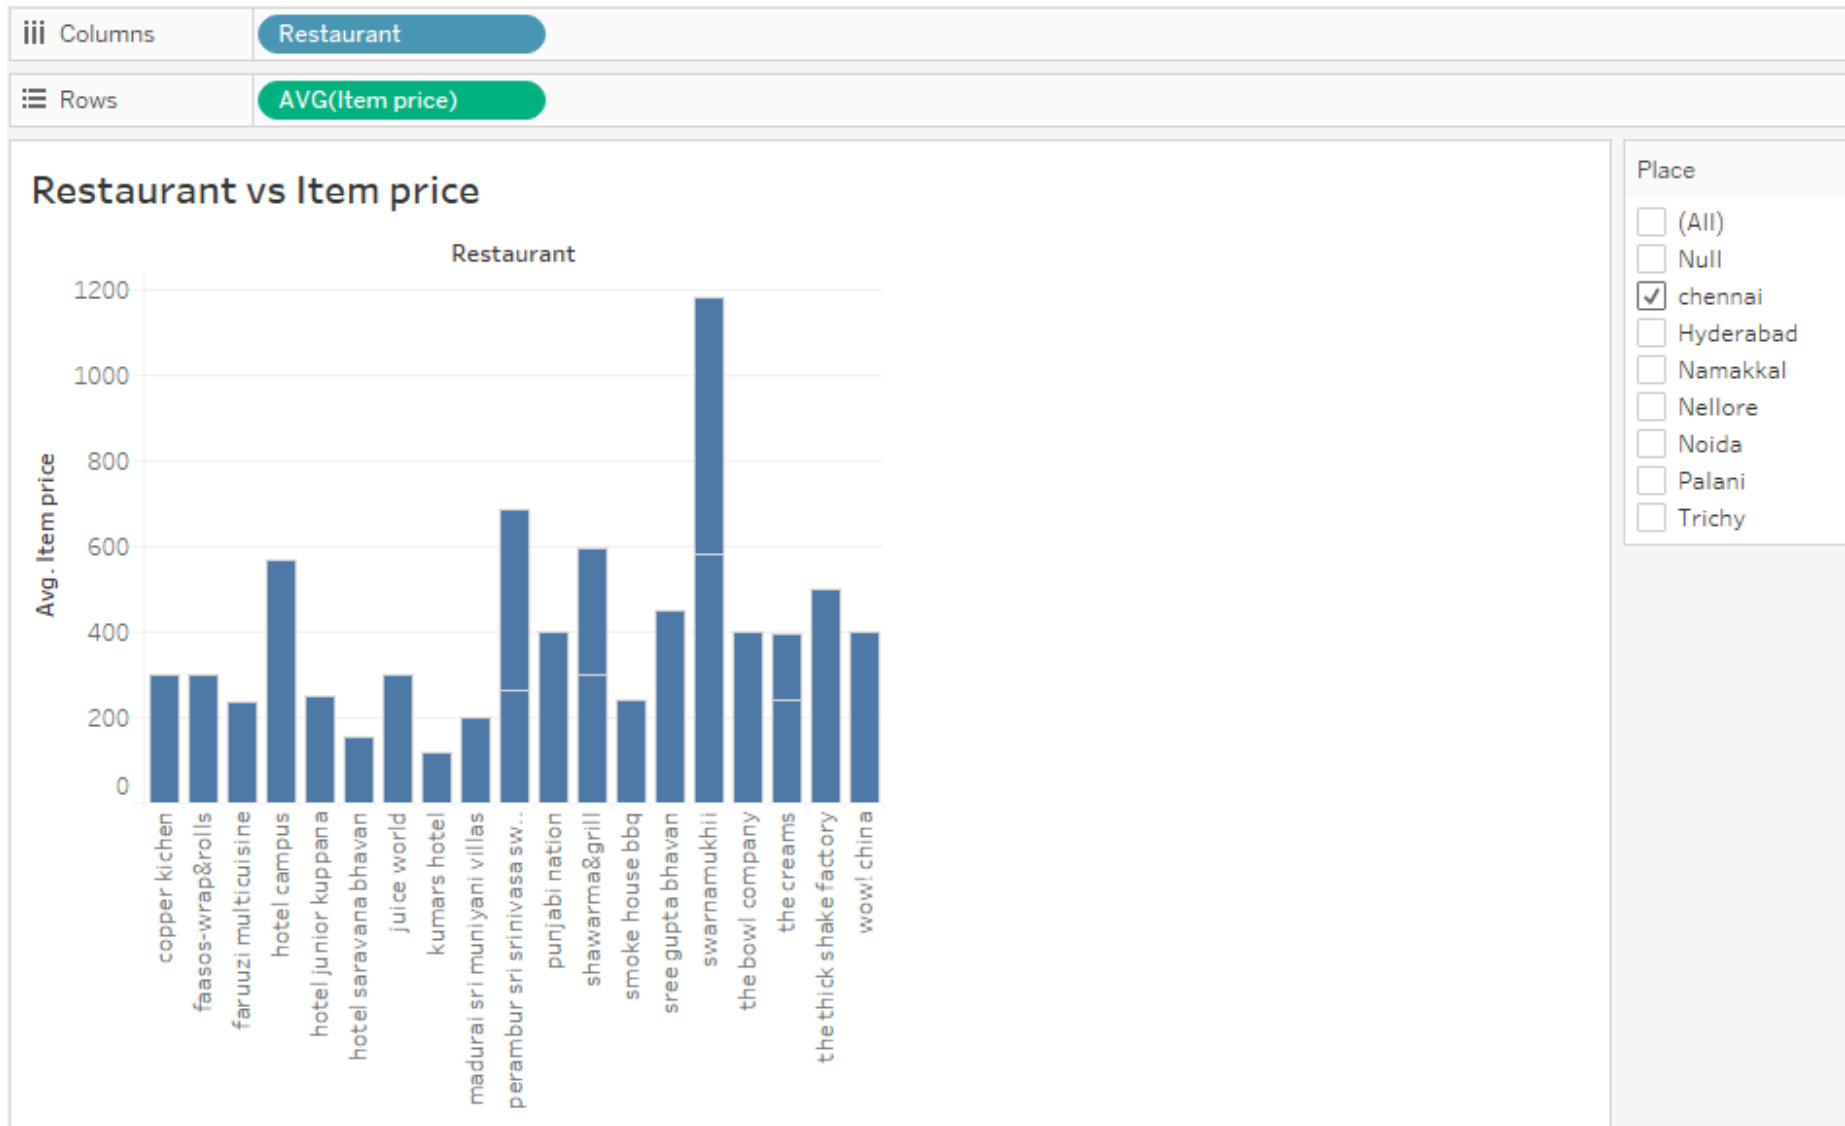 Columns Restaurant
Rows AVG(Item price)
Restaurant vs Item price
Restaurant
1200
1000
800
600
400
200
0
Avg. Item price
copper kichen
faasos-wrap&rolls
faruuzi multicuisine
hotel campus
hotel junior kuppana
hotel saravana bhavan
juice world
kumars hotel
madurai sri muniyani villas
perambur sri srinivasa sw..
punjabi nation
shawarma&grill
smoke house bbq
sree gupta bhavan
swarnamukhii
the bowl company
the creams
the thick shake factory
wow! china
Place
(All)
Null
chennai
Hyderabad
Namakkal
Nellore
Noida
Palani
Trichy